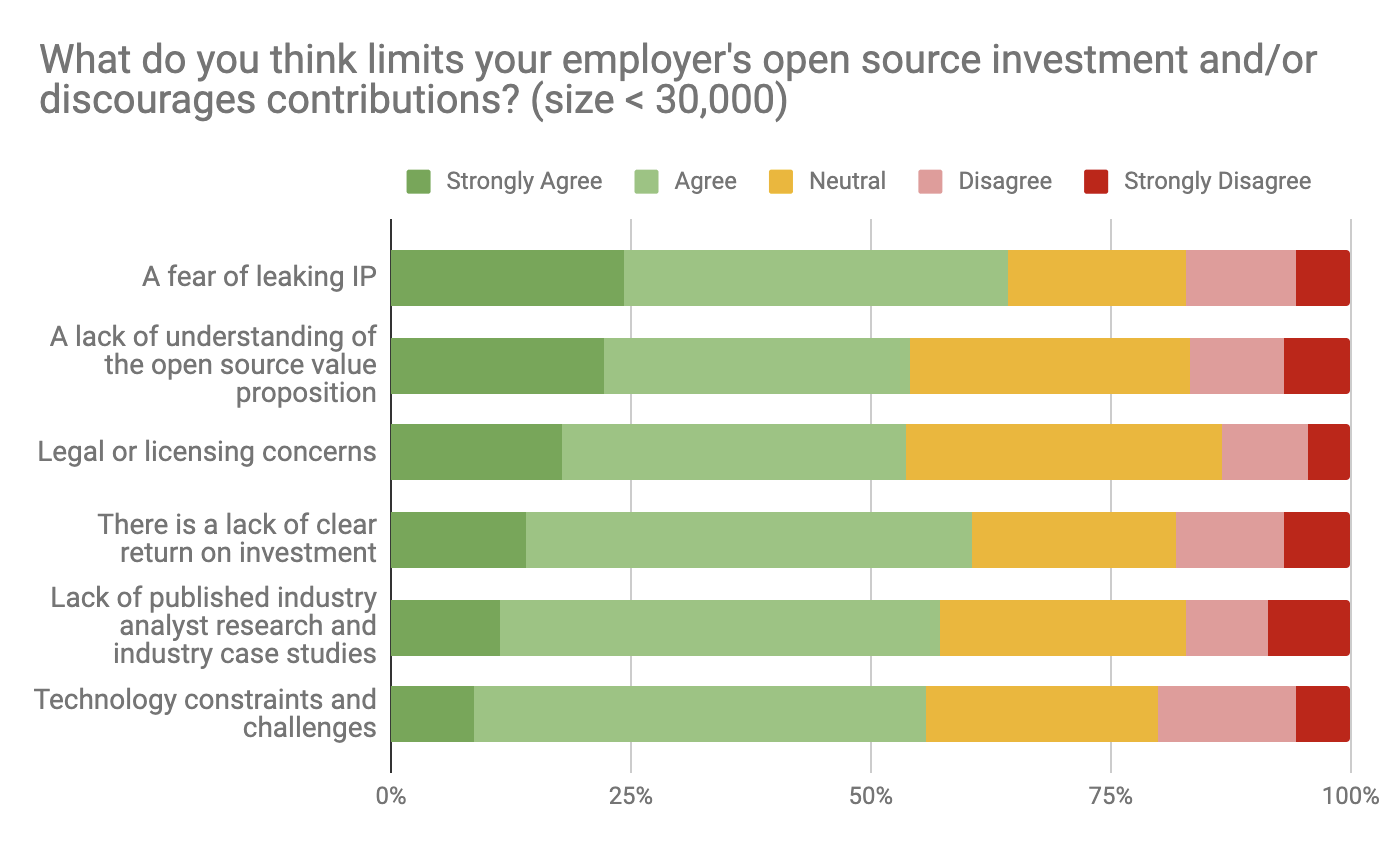 What do you think limits your employer's open source investment and/or
discourages contributions? (size < 30,000)
Strongly Agree
Agree
Neutral
Disagree
Strongly Disagree
A fear of leaking IP
A lack of understanding of
the open source value
proposition
Legal or licensing concerns
There is a lack of clear
return on investment
Lack of published industry
analyst research and
industry case studies
Technology constraints and
challenges
0%
25%
50%
75%
100%